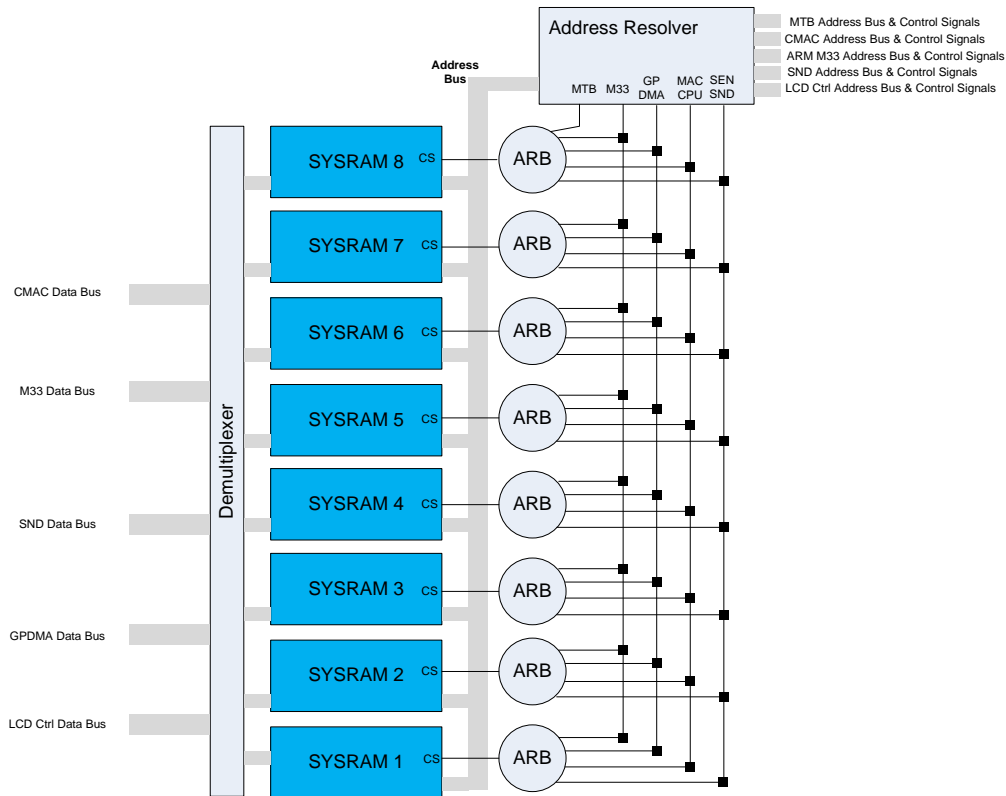 Address Resolver
MTB Address Bus & Control Signals
CMAC Address Bus & Control Signals
ARM M33 Address Bus & Control Signals
SND Address Bus & Control Signals
LCD Ctrl Address Bus & Control Signals
Address
Bus
MTB
M33
GP
DMA
MAC
CPU
SEN
SND
SYSRAM 8
CS
ARB
SYSRAM 7
CS
ARB
SYSRAM 6
CS
ARB
SYSRAM 5
CS
ARB
SYSRAM 4
CS
ARB
SYSRAM 3
CS
ARB
SYSRAM 2
CS
ARB
SYSRAM 1
CS
ARB
Demultiplexer
CMAC Data Bus
M33 Data Bus
SND Data Bus
GPDMA Data Bus
LCD Ctrl Data Bus